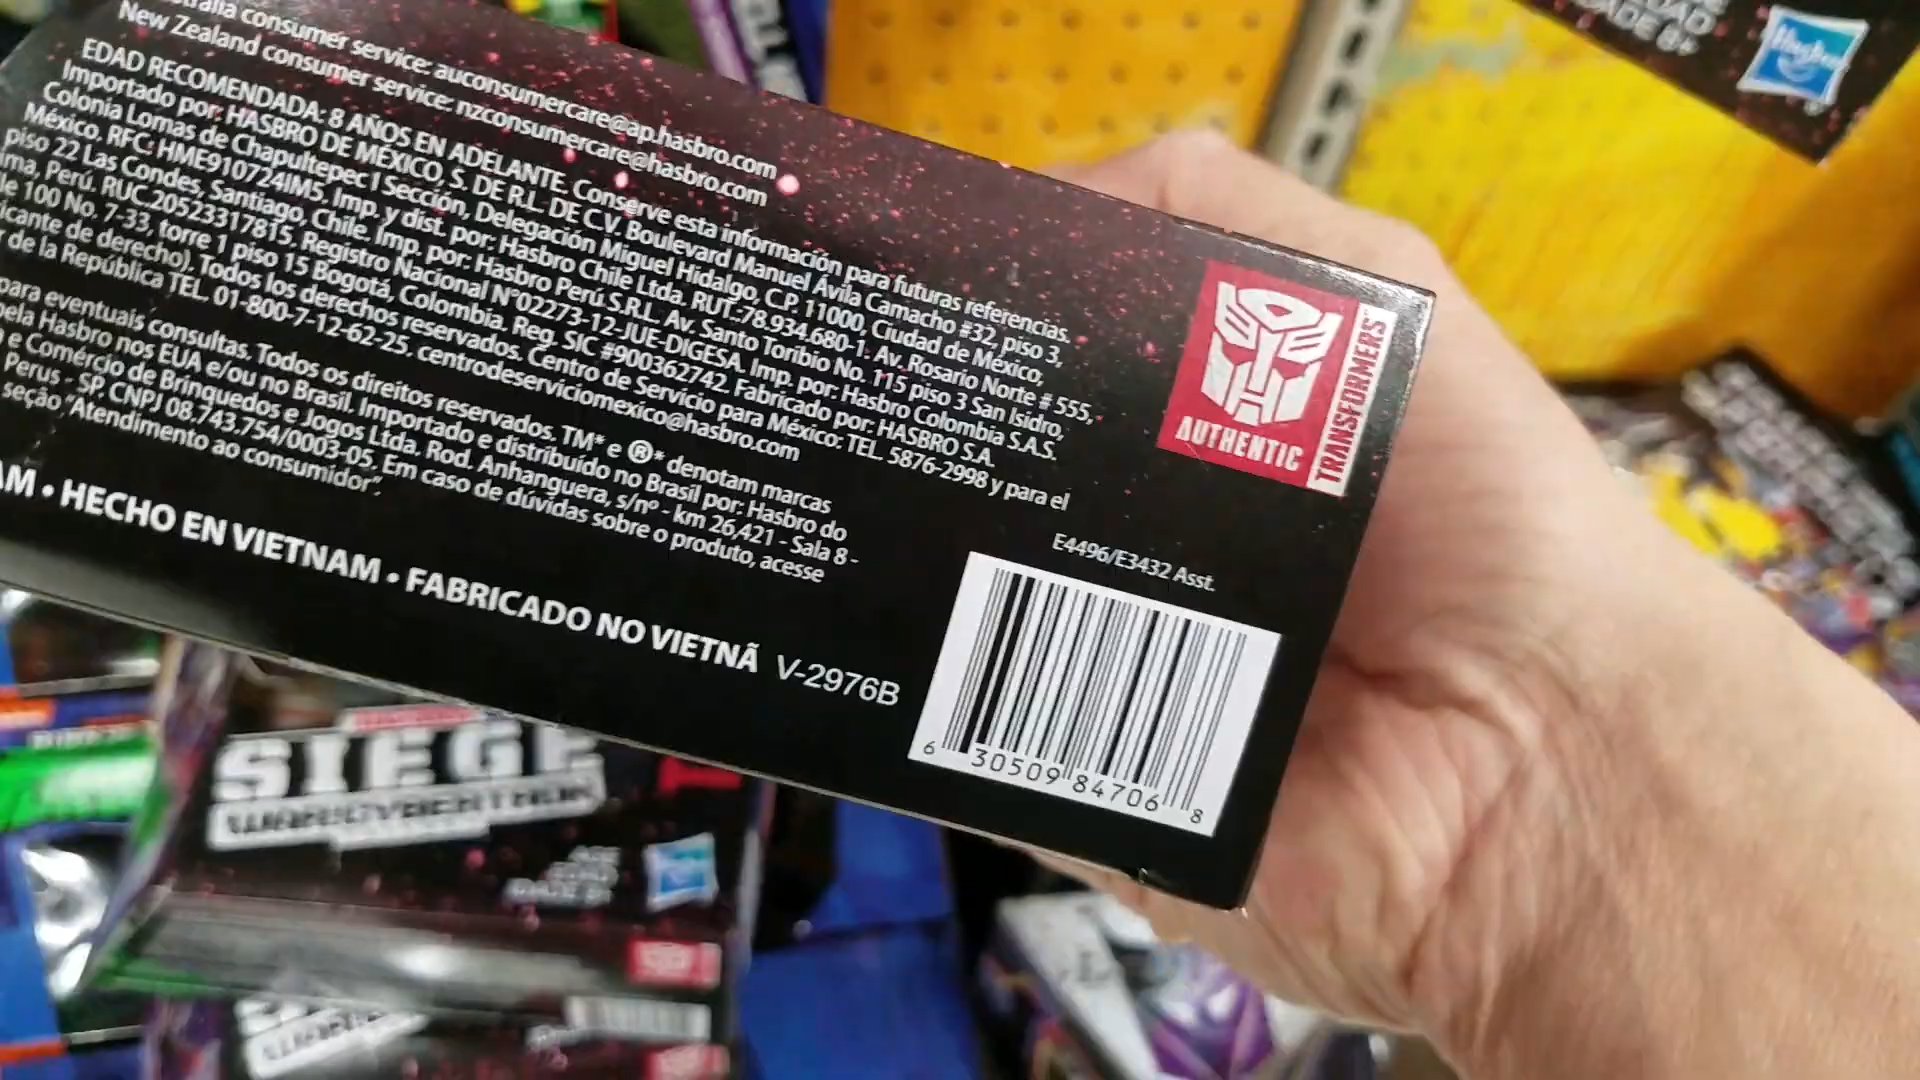 tralia consumer service: auconsumercare@ap.hasbro.com
New Zealand consumer service: nzconsumercare@hasbro.com
EDAD RECOMENDADA: 8 AÑOS EN ADELANTE. Conserve esta información para futuras referencias.
Importado por: HASBRO DE MÉXICO, S. DE R.L. DE C.V. Boulevard Manuel Ávila Camacho #32, piso 3,
Colonia Lomas de Chapultepec I Sección, Delegación Miguel Hidalgo, C.P. 11000, Ciudad de México,
México. RFC: HME910724IM5. Imp. y dist. por: Hasbro Chile Ltda. RUT.:78.934.680-1. Av. Rosario Norte # 555,
piso 22 Las Condes, Santiago, Chile. Imp. por: Hasbro Perú S.R.L. Av. Santo Toribio No. 115 piso 3 San Isidro,
ima, Perú. RUC 20523317815, Registro Nacional N°02273-12-JUE-DIGESA. Imp. por: Hasbro Colombia S.A.S.
le 100 No. 7-33, torre 1 piso 15 Bogotá, Colombia. Reg. SIC #900362742. Fabricado por: HASBRO S.A.
icante de derecho). Todos los derechos reservados. Centro de Servicio para México: TEL. 5876-2998 y para el
r de la República TEL. 01-800-7-12-62-25. centrodeserviciomexico@hasbro.com
para eventuais consultas. Todos os direitos reservados. TM* e ®* denotam marcas
pela Hasbro nos EUA e/ou no Brasil. Importado e distribuído no Brasil por: Hasbro do
e Comércio de Brinquedos e Jogos Ltda. Rod. Anhanguera, s/nº - km 26,421 - Sala 8 -
Perus - SP. CNPJ 08.743.754/0003-05. Em caso de dúvidas sobre o produto, acesse
seção "Atendimento ao consumidor".
AM • HECHO EN VIETNAM • FABRICADO NO VIETNÃ V-2976B
AUTHENTIC
TRANSFORMERS
E4496/E3432 Asst.
6 30509 84706 8
EDAD
ADE 8+
Hasbro
SIEGE